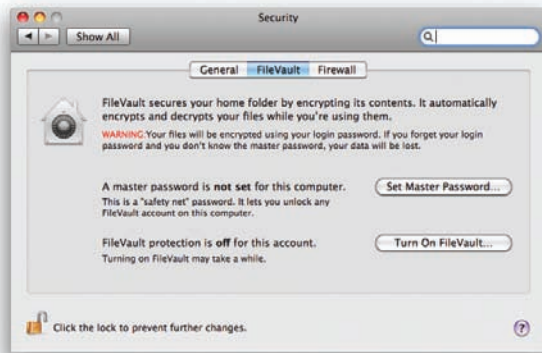 Security
Show All
General FileVault Firewall
FileVault secures your home folder by encrypting its contents. It automatically
encrypts and decrypts your files while you're using them.
WARNING:Your files will be encrypted using your login password. If you forget your login
password and you don't know the master password, your data will be lost.
A master password is not set for this computer.
Set Master Password...
This is a "safety net" password. It lets you unlock any
FileVault account on this computer.
FileVault protection is off for this account.
Turn On FileVault...
Turning on FileVault may take a while.
Click the lock to prevent further changes.
?